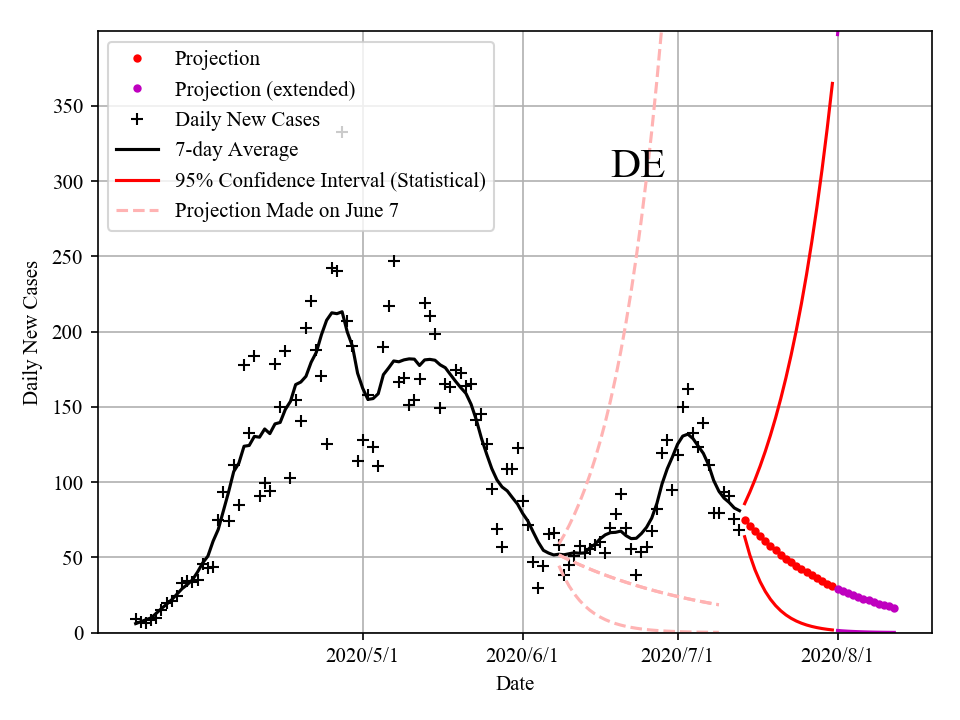 Projection
Projection (extended)
Daily New Cases
7-day Average
95% Confidence Interval (Statistical)
Projection Made on June 7
DE
350
300
250
200
150
100
50
0
Daily New Cases
2020/5/1 2020/6/1 2020/7/1 2020/8/1
Date